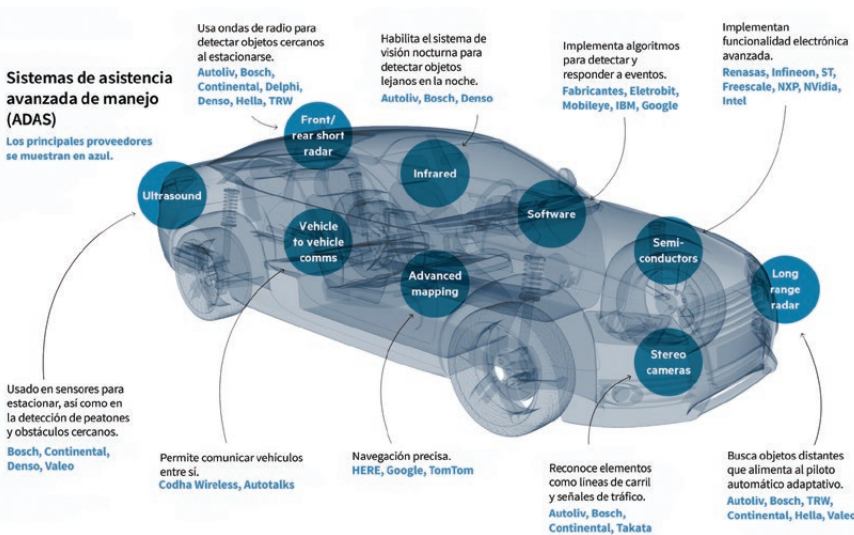 Sistemas de asistencia
avanzada de manejo
(ADAS)
Los principales proveedores
se muestran en azul.
Usa ondas de radio para
detectar objetos cercanos
al estacionarse.
Autoliv, Bosch,
Continental, Delphi,
Denso, Hella, TRW
Habilita el sistema de
visión nocturna para
detectar objetos
lejanos en la noche.
Autoliv, Bosch, Denso
Implementa algoritmos
para detectar y
responder a eventos.
Fabricantes, Eletrobit,
Mobileye, IBM, Google
Implementan
funcionalidad electrónica
avanzada.
Renasas, Infineon, ST,
Freescale, NXP, NVidia,
Intel
Ultrasound
Front/
rear short
radar
Infrared
Software
Vehicle
to vehicle
comms
Advanced
mapping
Semi-
conductors
Long
range
radar
Stereo
cameras
Usado en sensores para
estacionar, así como en
la detección de peatones
y obstáculos cercanos.
Bosch, Continental,
Denso, Valeo
Permite comunicar vehículos
entre sí.
Codha Wireless, Autotalks
Navegación precisa.
HERE, Google, TomTom
Reconoce elementos
como líneas de carril
y señales de tráfico.
Autoliv, Bosch,
Continental, Takata
Busca objetos distantes
que alimenta al piloto
automático adaptativo.
Autoliv, Bosch, TRW,
Continental, Hella, Valeo